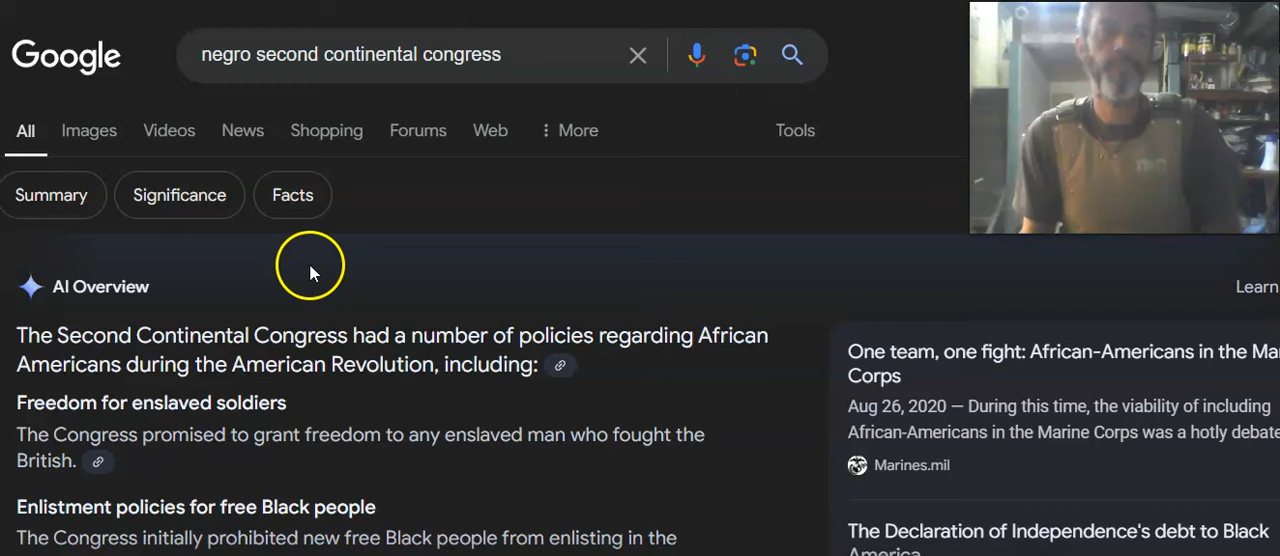 Google
negro second continental congress
All Images Videos News Shopping Forums Web More Tools
Summary Significance Facts
AI Overview
Learn
The Second Continental Congress had a number of policies regarding African
Americans during the American Revolution, including:
Freedom for enslaved soldiers
The Congress promised to grant freedom to any enslaved man who fought the
British.
Enlistment policies for free Black people
The Congress initially prohibited new free Black people from enlisting in the
One team, one fight: African-Americans in the Ma
Corps
Aug 26, 2020 — During this time, the viability of including
African-Americans in the Marine Corps was a hotly debate
Marines.mil
The Declaration of Independence's debt to Black
America